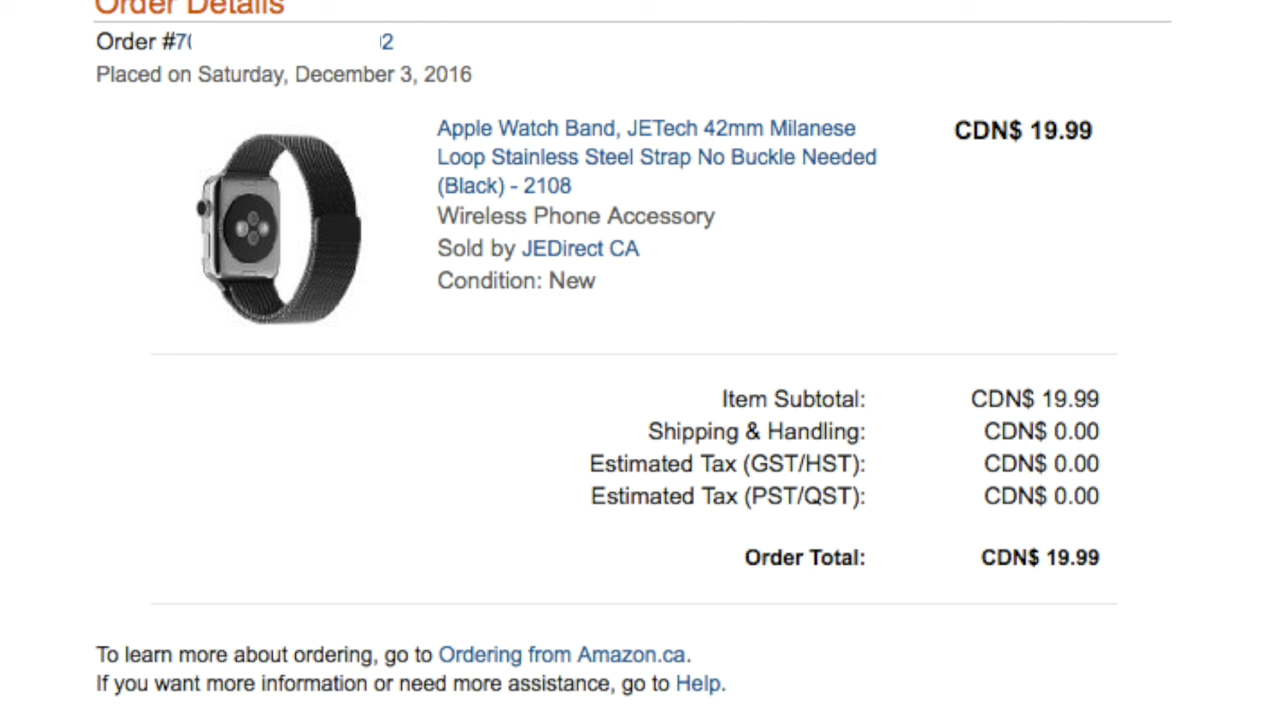 Order Details
Order #70 2
Placed on Saturday, December 3, 2016
Apple Watch Band, JETech 42mm Milanese
Loop Stainless Steel Strap No Buckle Needed
(Black) - 2108
CDN$ 19.99
Wireless Phone Accessory
Sold by JEDirect CA
Condition: New
Item Subtotal: CDN$ 19.99
Shipping & Handling: CDN$ 0.00
Estimated Tax (GST/HST): CDN$ 0.00
Estimated Tax (PST/QST): CDN$ 0.00
Order Total: CDN$ 19.99
To learn more about ordering, go to Ordering from Amazon.ca.
If you want more information or need more assistance, go to Help.